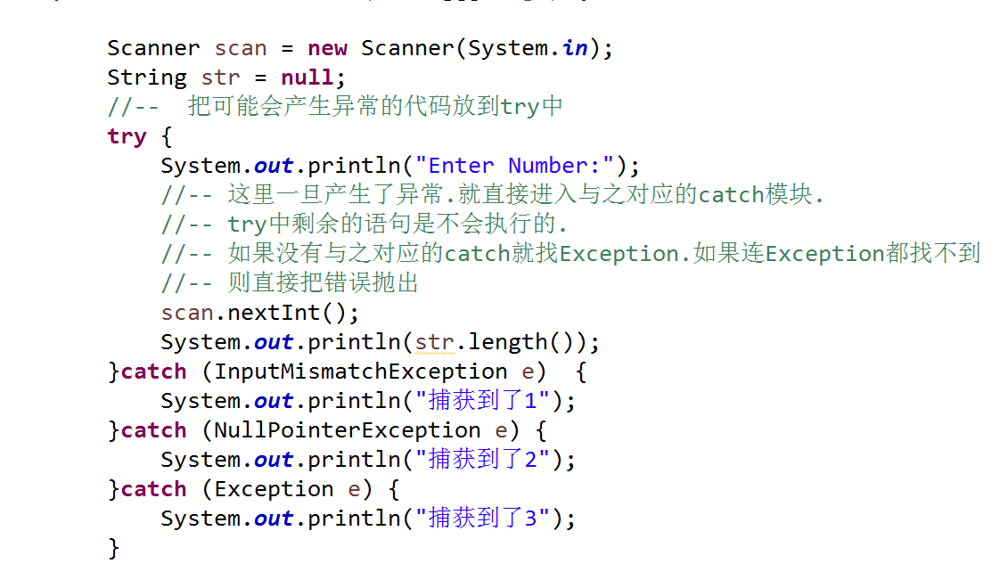 Scanner scan = new Scanner(System.in);
String str = null;
//--  把可能会产生异常的代码放到try中
try {
System.out.println("Enter Number:");
//-- 这里一旦产生了异常.就直接进入与之对应的catch模块.
//-- try中剩余的语句是不会执行的.
//-- 如果没有与之对应的catch就找Exception.如果连Exception都找不到
//-- 则直接把错误抛出
scan.nextInt();
System.out.println(str.length());
}catch (InputMismatchException e)  {
System.out.println("捕获到了1");
}catch (NullPointerException e) {
System.out.println("捕获到了2");
}catch (Exception e) {
System.out.println("捕获到了3");
}